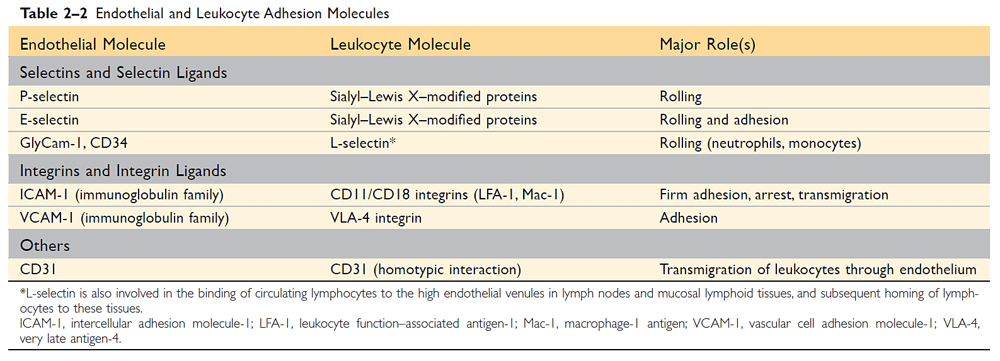 Table 2–2 Endothelial and Leukocyte Adhesion Molecules
Endothelial Molecule Leukocyte Molecule Major Role(s)
Selectins and Selectin Ligands
P-selectin Sialyl–Lewis X–modified proteins Rolling
E-selectin Sialyl–Lewis X–modified proteins Rolling and adhesion
GlyCam-1, CD34 L-selectin* Rolling (neutrophils, monocytes)
Integrins and Integrin Ligands
ICAM-1 (immunoglobulin family) CD11/CD18 integrins (LFA-1, Mac-1) Firm adhesion, arrest, transmigration
VCAM-1 (immunoglobulin family) VLA-4 integrin Adhesion
Others
CD31 CD31 (homotypic interaction) Transmigration of leukocytes through endothelium
*L-selectin is also involved in the binding of circulating lymphocytes to the high endothelial venules in lymph nodes and mucosal lymphoid tissues, and subsequent homing of lymph-
ocytes to these tissues.
ICAM-1, intercellular adhesion molecule-1; LFA-1, leukocyte function–associated antigen-1; Mac-1, macrophage-1 antigen; VCAM-1, vascular cell adhesion molecule-1; VLA-4,
very late antigen-4.